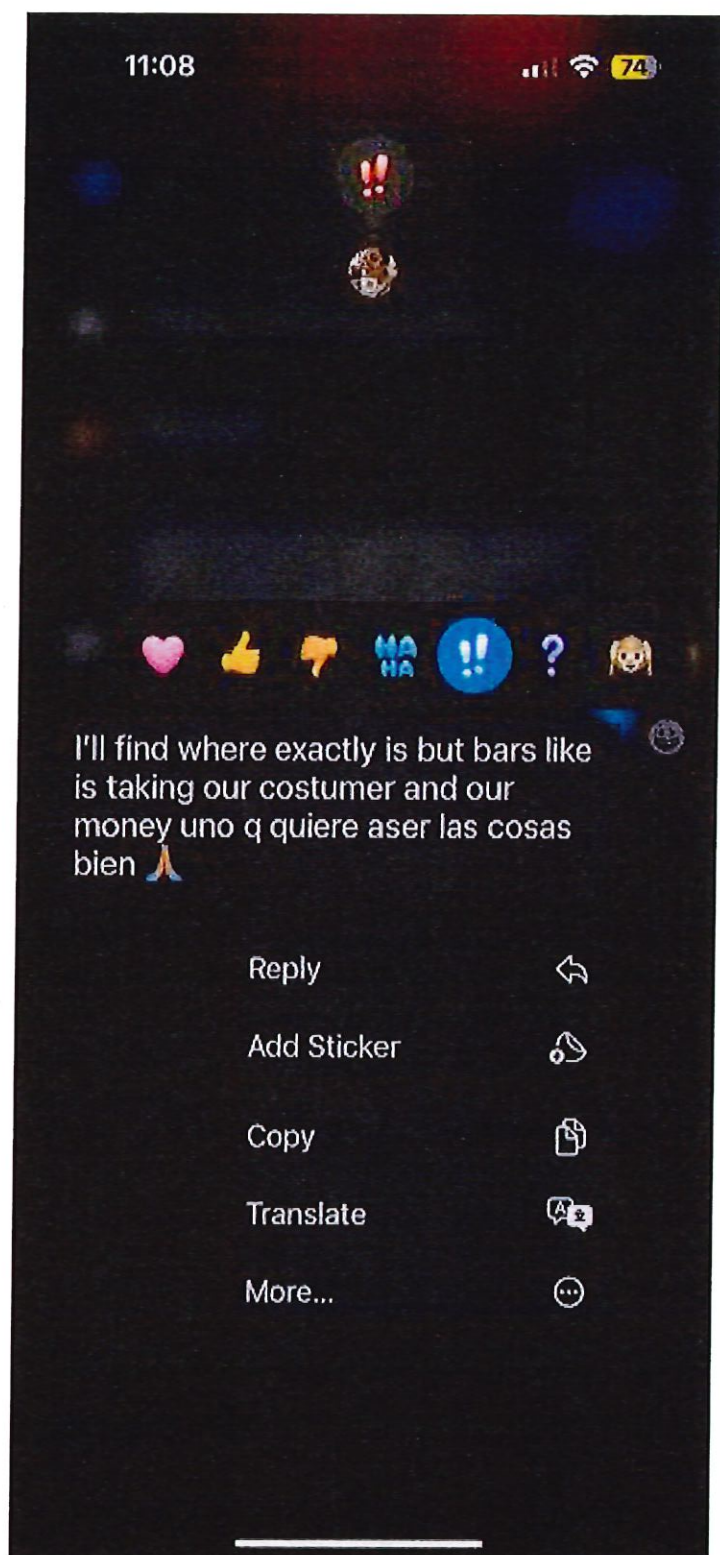 11:08
74
!!
HA
HA
!!
?
I'll find where exactly is but bars like
is taking our costumer and our
money uno q quiere aser las cosas
bien 🙏
Reply
Add Sticker
Copy
Translate
More...